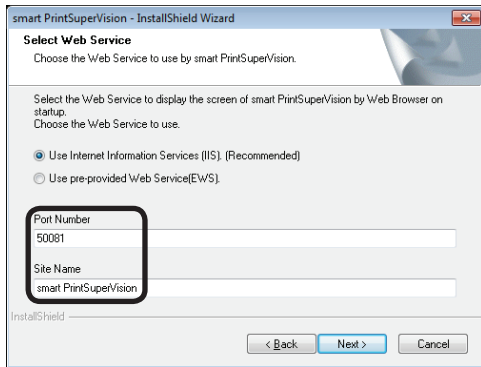 smart PrintSuperVision - InstallShield Wizard
Select Web Service
Choose the Web Service to use by smart PrintSuperVision.
Select the Web Service to display the screen of smart PrintSuperVision by Web Browser on
startup.
Choose the Web Service to use.
Use Internet Information Services (IIS). (Recommended)
Use pre-provided Web Service(EWS).
Port Number
50081
Site Name
smart PrintSuperVision
InstallShield
< Back Next > Cancel